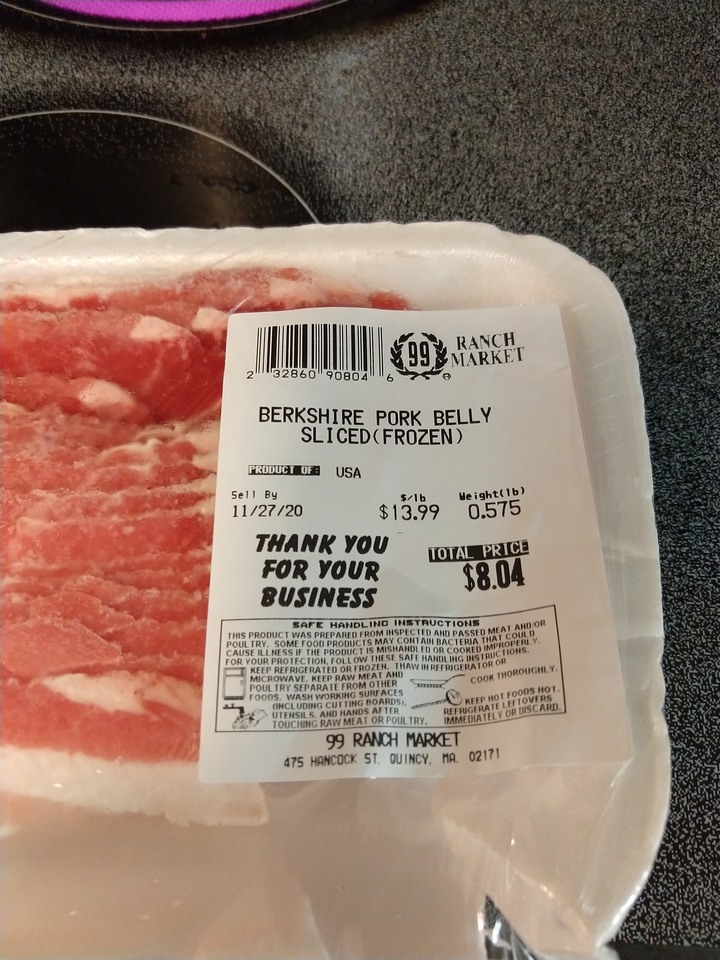 2 32860 90804 6
99 RANCH MARKET ®
BERKSHIRE PORK BELLY
SLICED(FROZEN)
PRODUCT OF: USA
Sell By $/lb Weight(lb)
11/27/20 $13.99 0.575
THANK YOU
FOR YOUR
BUSINESS
TOTAL PRICE
$8.04
SAFE HANDLING INSTRUCTIONS
THIS PRODUCT WAS PREPARED FROM INSPECTED AND PASSED MEAT AND/OR
POULTRY. SOME FOOD PRODUCTS MAY CONTAIN BACTERIA THAT COULD
CAUSE ILLNESS IF THE PRODUCT IS MISHANDLED OR COOKED IMPROPERLY.
FOR YOUR PROTECTION, FOLLOW THESE SAFE HANDLING INSTRUCTIONS.
KEEP REFRIGERATED OR FROZEN. THAW IN REFRIGERATOR OR
MICROWAVE. KEEP RAW MEAT AND
POULTRY SEPARATE FROM OTHER
FOODS. WASH WORKING SURFACES
(INCLUDING CUTTING BOARDS),
UTENSILS, AND HANDS AFTER
TOUCHING RAW MEAT OR POULTRY.
COOK THOROUGHLY.
KEEP HOT FOODS HOT.
REFRIGERATE LEFTOVERS
IMMEDIATELY OR DISCARD.
99 RANCH MARKET
475 HANCOCK ST. QUINCY, MA. 02171